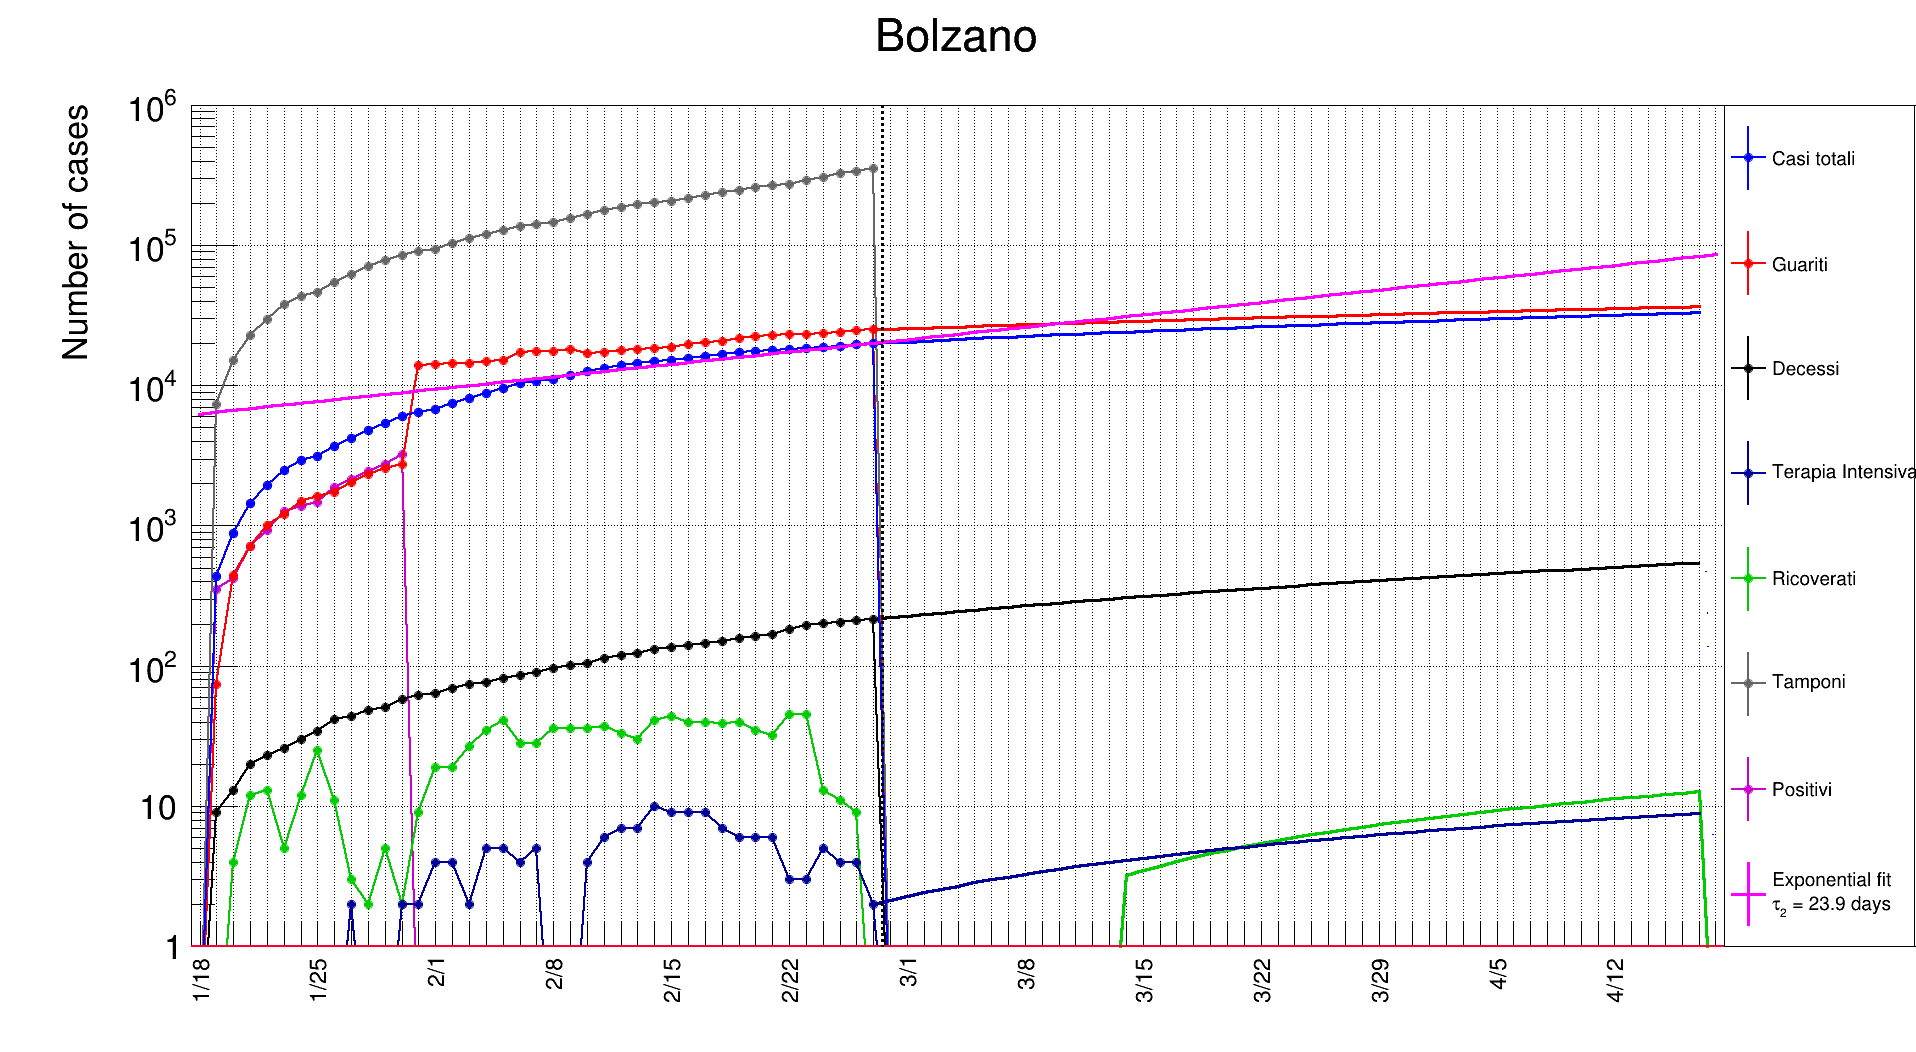 Bolzano
Number of cases
10^6
10^5
10^4
10^3
10^2
10
1
1/18
1/25
2/1
2/8
2/15
2/22
3/1
3/8
3/15
3/22
3/29
4/5
4/12
Casi totali
Guariti
Decessi
Terapia Intensiva
Ricoverati
Tamponi
Positivi
Exponential fit
τ₂ = 23.9 days